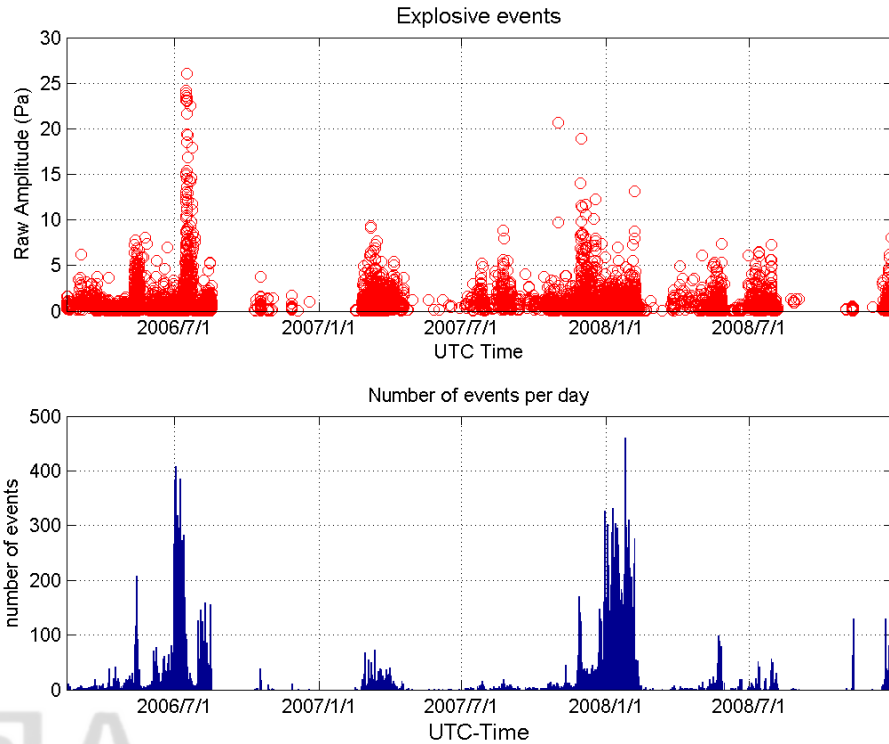 Explosive events
30
25
20
15
10
5
0
Raw Amplitude (Pa)
2006/7/1 2007/1/1 2007/7/1 2008/1/1 2008/7/1
UTC Time
Number of events per day
500
400
300
200
100
0
number of events
2006/7/1 2007/1/1 2007/7/1 2008/1/1 2008/7/1
UTC-Time